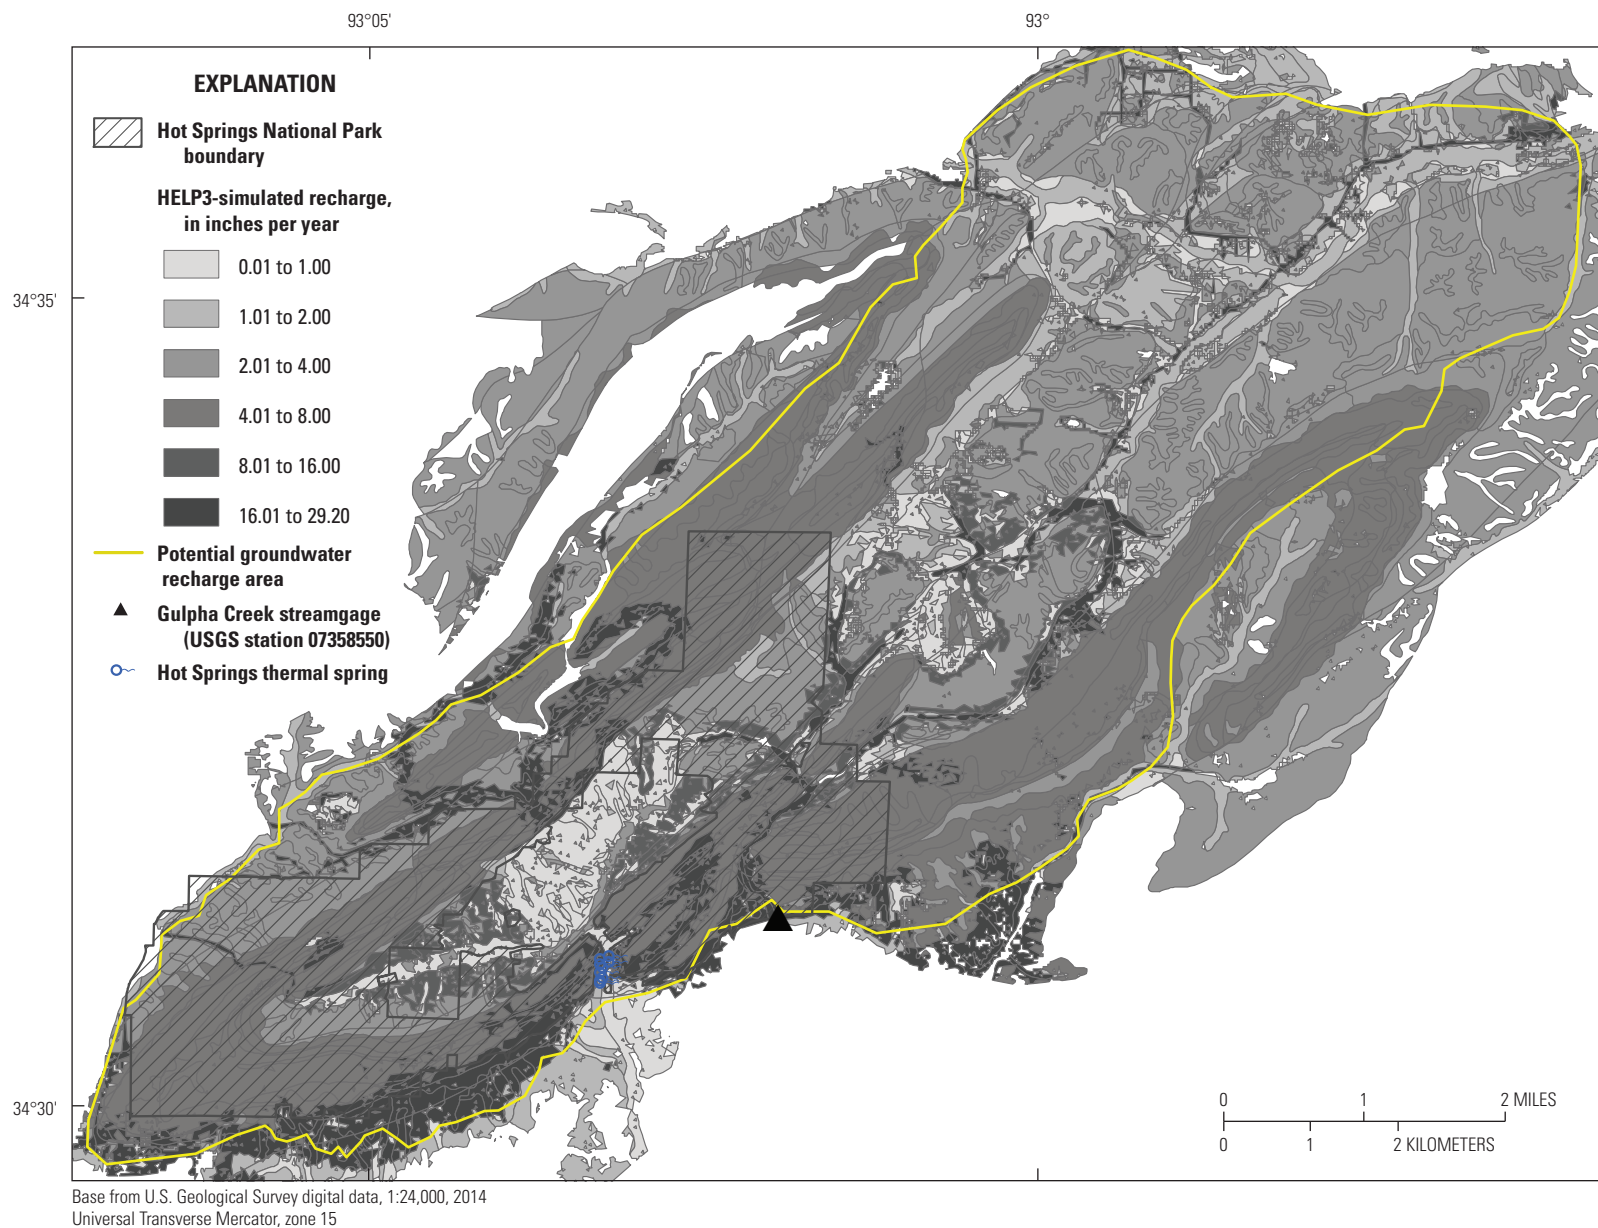 93°05'
93°
EXPLANATION
Hot Springs National Park
boundary
HELP3-simulated recharge,
in inches per year
0.01 to 1.00
1.01 to 2.00
2.01 to 4.00
4.01 to 8.00
8.01 to 16.00
16.01 to 29.20
Potential groundwater
recharge area
Gulpha Creek streamgage
(USGS station 07358550)
Hot Springs thermal spring
34°35'
34°30'
0 1 2 MILES
0 1 2 KILOMETERS
Base from U.S. Geological Survey digital data, 1:24,000, 2014
Universal Transverse Mercator, zone 15